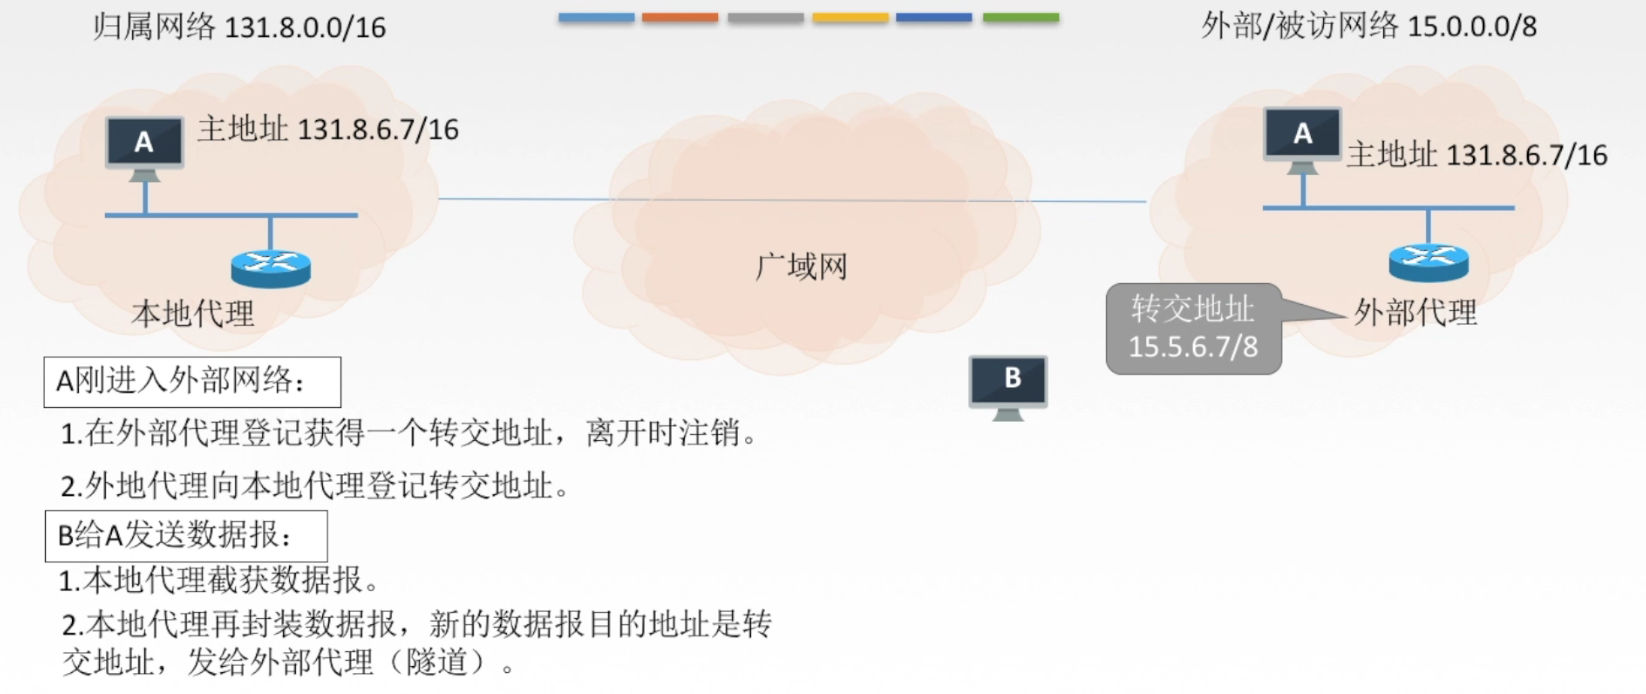 归属网络 131.8.0.0/16
外部/被访网络 15.0.0.0/8
A
主地址 131.8.6.7/16
A
主地址 131.8.6.7/16
广域网
本地代理
转交地址
15.5.6.7/8
外部代理
B
A刚进入外部网络：
1.在外部代理登记获得一个转交地址，离开时注销。
2.外地代理向本地代理登记转交地址。
B给A发送数据报：
1.本地代理截获数据报。
2.本地代理再封装数据报，新的数据报目的地址是转
交地址，发给外部代理（隧道）。